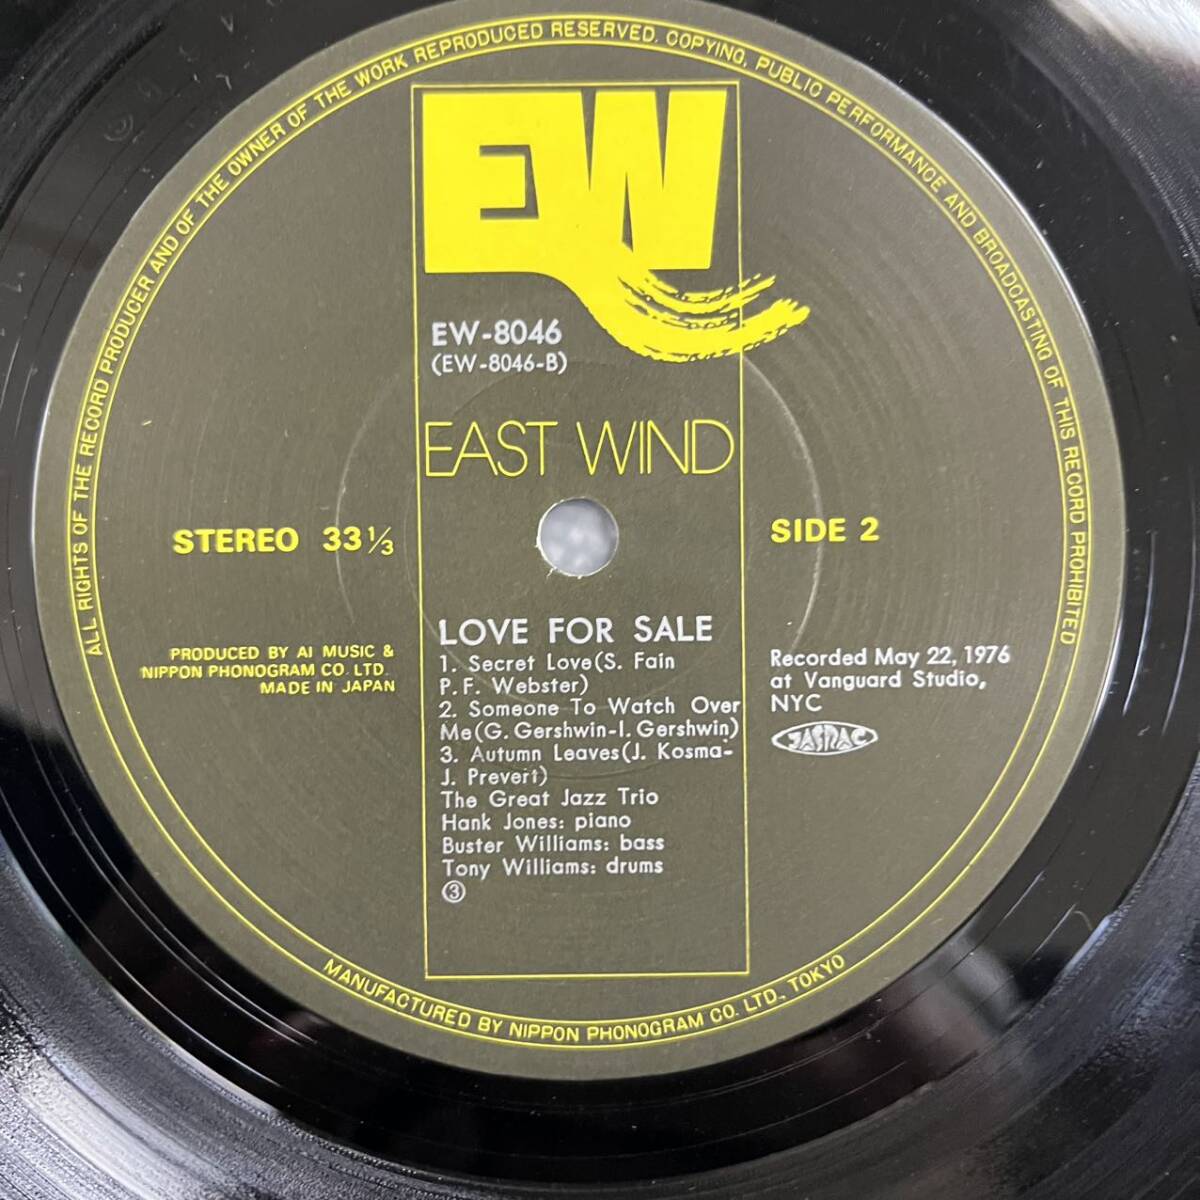 ALL RIGHTS OF THE RECORD PRODUCER AND OF THE OWNER OF THE WORK REPRODUCED RESERVED. COPYING, PUBLIC PERFORMANCE AND BROADCASTING OF THIS RECORD PROHIBITED
EW
EW-8046
(EW-8046-B)
EAST WIND
STEREO 33 1/3
SIDE 2
PRODUCED BY AI MUSIC &
NIPPON PHONOGRAM CO. LTD.
MADE IN JAPAN
LOVE FOR SALE
1. Secret Love(S. Fain
P. F. Webster)
2. Someone To Watch Over
Me(G. Gershwin-I. Gershwin)
3. Autumn Leaves(J. Kosma-
J. Prevert)
The Great Jazz Trio
Hank Jones: piano
Buster Williams: bass
Tony Williams: drums
③
Recorded May 22, 1976
at Vanguard Studio,
NYC
JASRAC
MANUFACTURED BY NIPPON PHONOGRAM CO. LTD., TOKYO